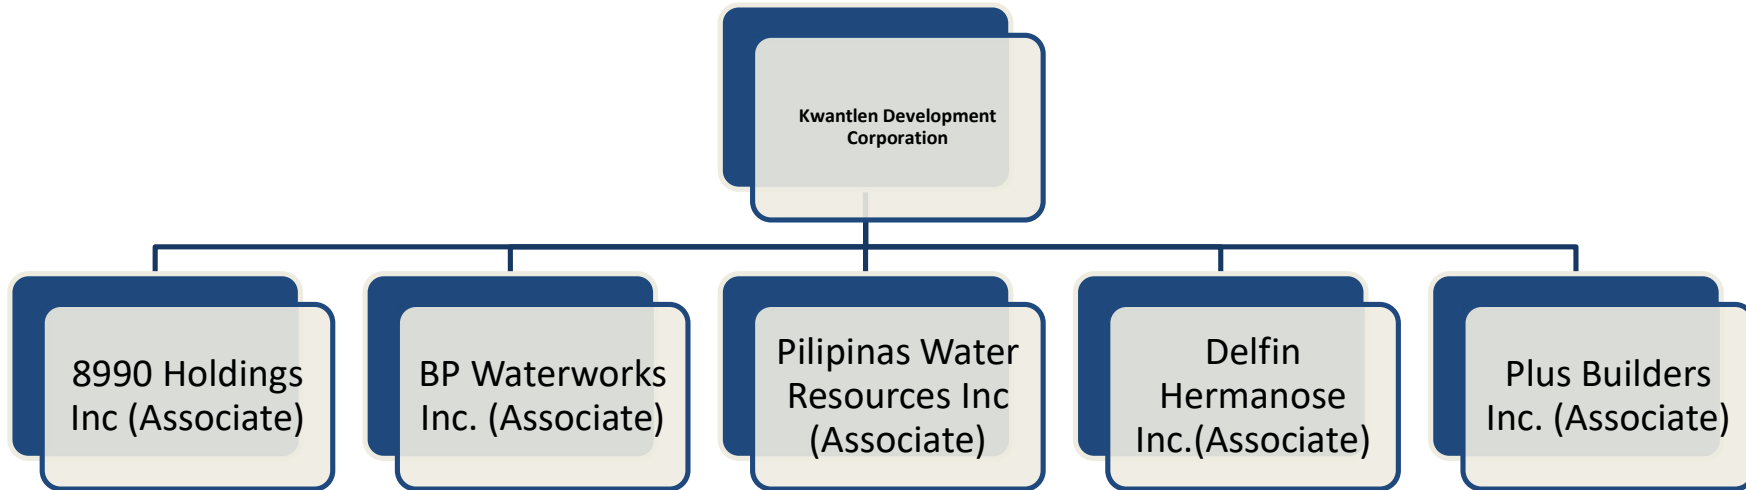 Kwantlen Development
Corporation
8990 Holdings
Inc (Associate)
BP Waterworks
Inc. (Associate)
Pilipinas Water
Resources Inc
(Associate)
Delfin
Hermanose
Inc.(Associate)
Plus Builders
Inc. (Associate)